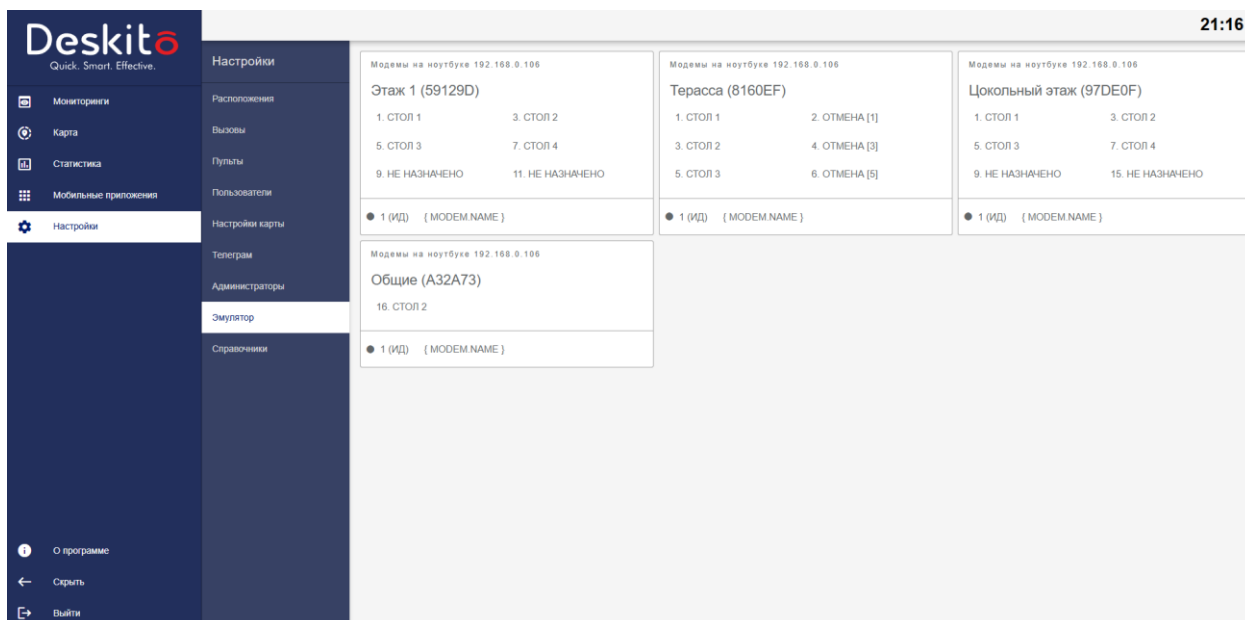 Deskito
Quick. Smart. Effective.
Мониторинги
Карта
Статистика
Мобильные приложения
Настройки
О программе
Скрыть
Выйти
Настройки
Расположения
Вызовы
Пульты
Пользователи
Настройки карты
Телеграм
Администраторы
Эмулятор
Справочники
21:16
Модемы на ноутбуке 192.168.0.106
Этаж 1 (59129D)
1. СТОЛ 1 3. СТОЛ 2
5. СТОЛ 3 7. СТОЛ 4
9. НЕ НАЗНАЧЕНО 11. НЕ НАЗНАЧЕНО
1 (ИД) { MODEM.NAME }
Модемы на ноутбуке 192.168.0.106
Терасса (8160EF)
1. СТОЛ 1 2. ОТМЕНА [1]
3. СТОЛ 2 4. ОТМЕНА [3]
5. СТОЛ 3 6. ОТМЕНА [5]
1 (ИД) { MODEM.NAME }
Модемы на ноутбуке 192.168.0.106
Цокольный этаж (97DE0F)
1. СТОЛ 1 3. СТОЛ 2
5. СТОЛ 3 7. СТОЛ 4
9. НЕ НАЗНАЧЕНО 15. НЕ НАЗНАЧЕНО
1 (ИД) { MODEM.NAME }
Модемы на ноутбуке 192.168.0.106
Общие (A32A73)
16. СТОЛ 2
1 (ИД) { MODEM.NAME }